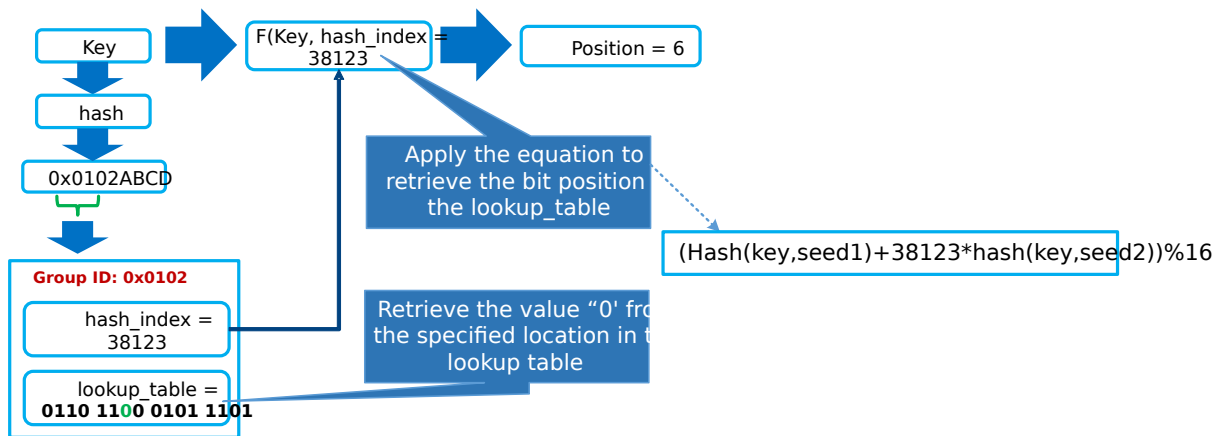 Key
F(Key, hash_index =
38123
Position = 6
hash
0x0102ABCD
Apply the equation to
retrieve the bit position
the lookup_table
(Hash(key,seed1)+38123*hash(key,seed2))%16
Group ID: 0x0102
hash_index =
38123
Retrieve the value “0' fro
the specified location in t
lookup table
lookup_table =
0110 1100 0101 1101